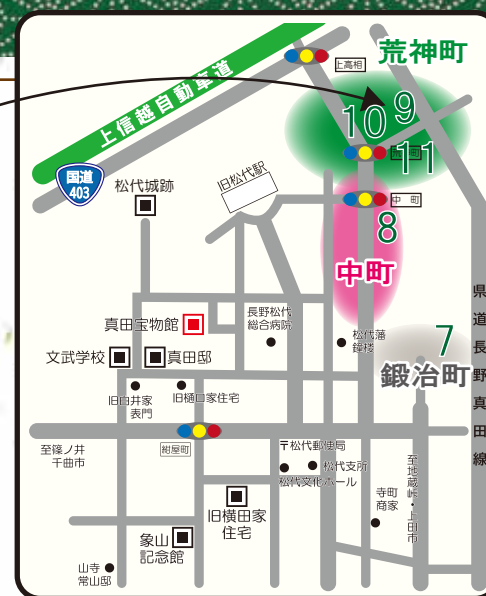 荒神町
上高相
上信越自動車道
9
10
11
国道
403
松代城跡
旧松代駅
中 町
8
中町
県道長野真田線
長野松代
総合病院
松代藩
鐘楼
真田宝物館
文武学校
真田邸
7
鍛冶町
旧白井家
表門
旧樋口家住宅
紺屋町
至篠ノ井
千曲市
〒松代郵便局
松代支所
松代文化ホール
至地蔵峠・上田市
寺町
商家
旧横田家
住宅
象山
記念館
山寺
常山邸